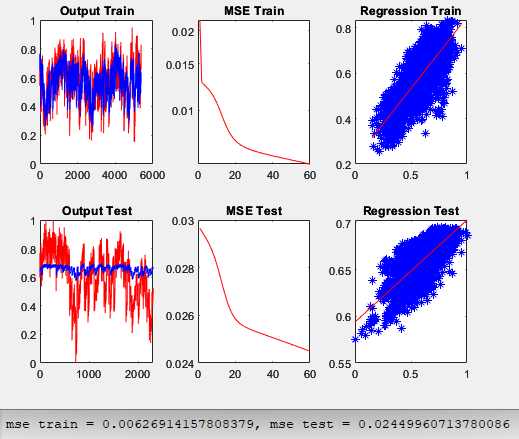 Output Train
1
0.8
0.6
0.4
0.2
0
0 2000 4000 6000
MSE Train
0.02
0.015
0.01
0 20 40 60
Regression Train
0.8
0.6
0.4
0.2
0 0.5 1
Output Test
1
0.8
0.6
0.4
0.2
0
0 1000 2000
MSE Test
0.03
0.028
0.026
0.024
0 20 40 60
Regression Test
0.7
0.65
0.6
0.55
0 0.5 1
mse train = 0.00626914157808379, mse test = 0.02449960713780086